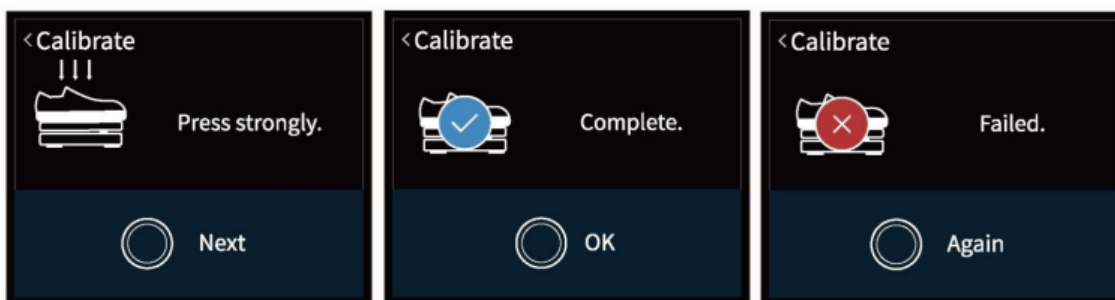 <Calibrate
Press strongly.
Next
<Calibrate
Complete.
OK
<Calibrate
Failed.
Again